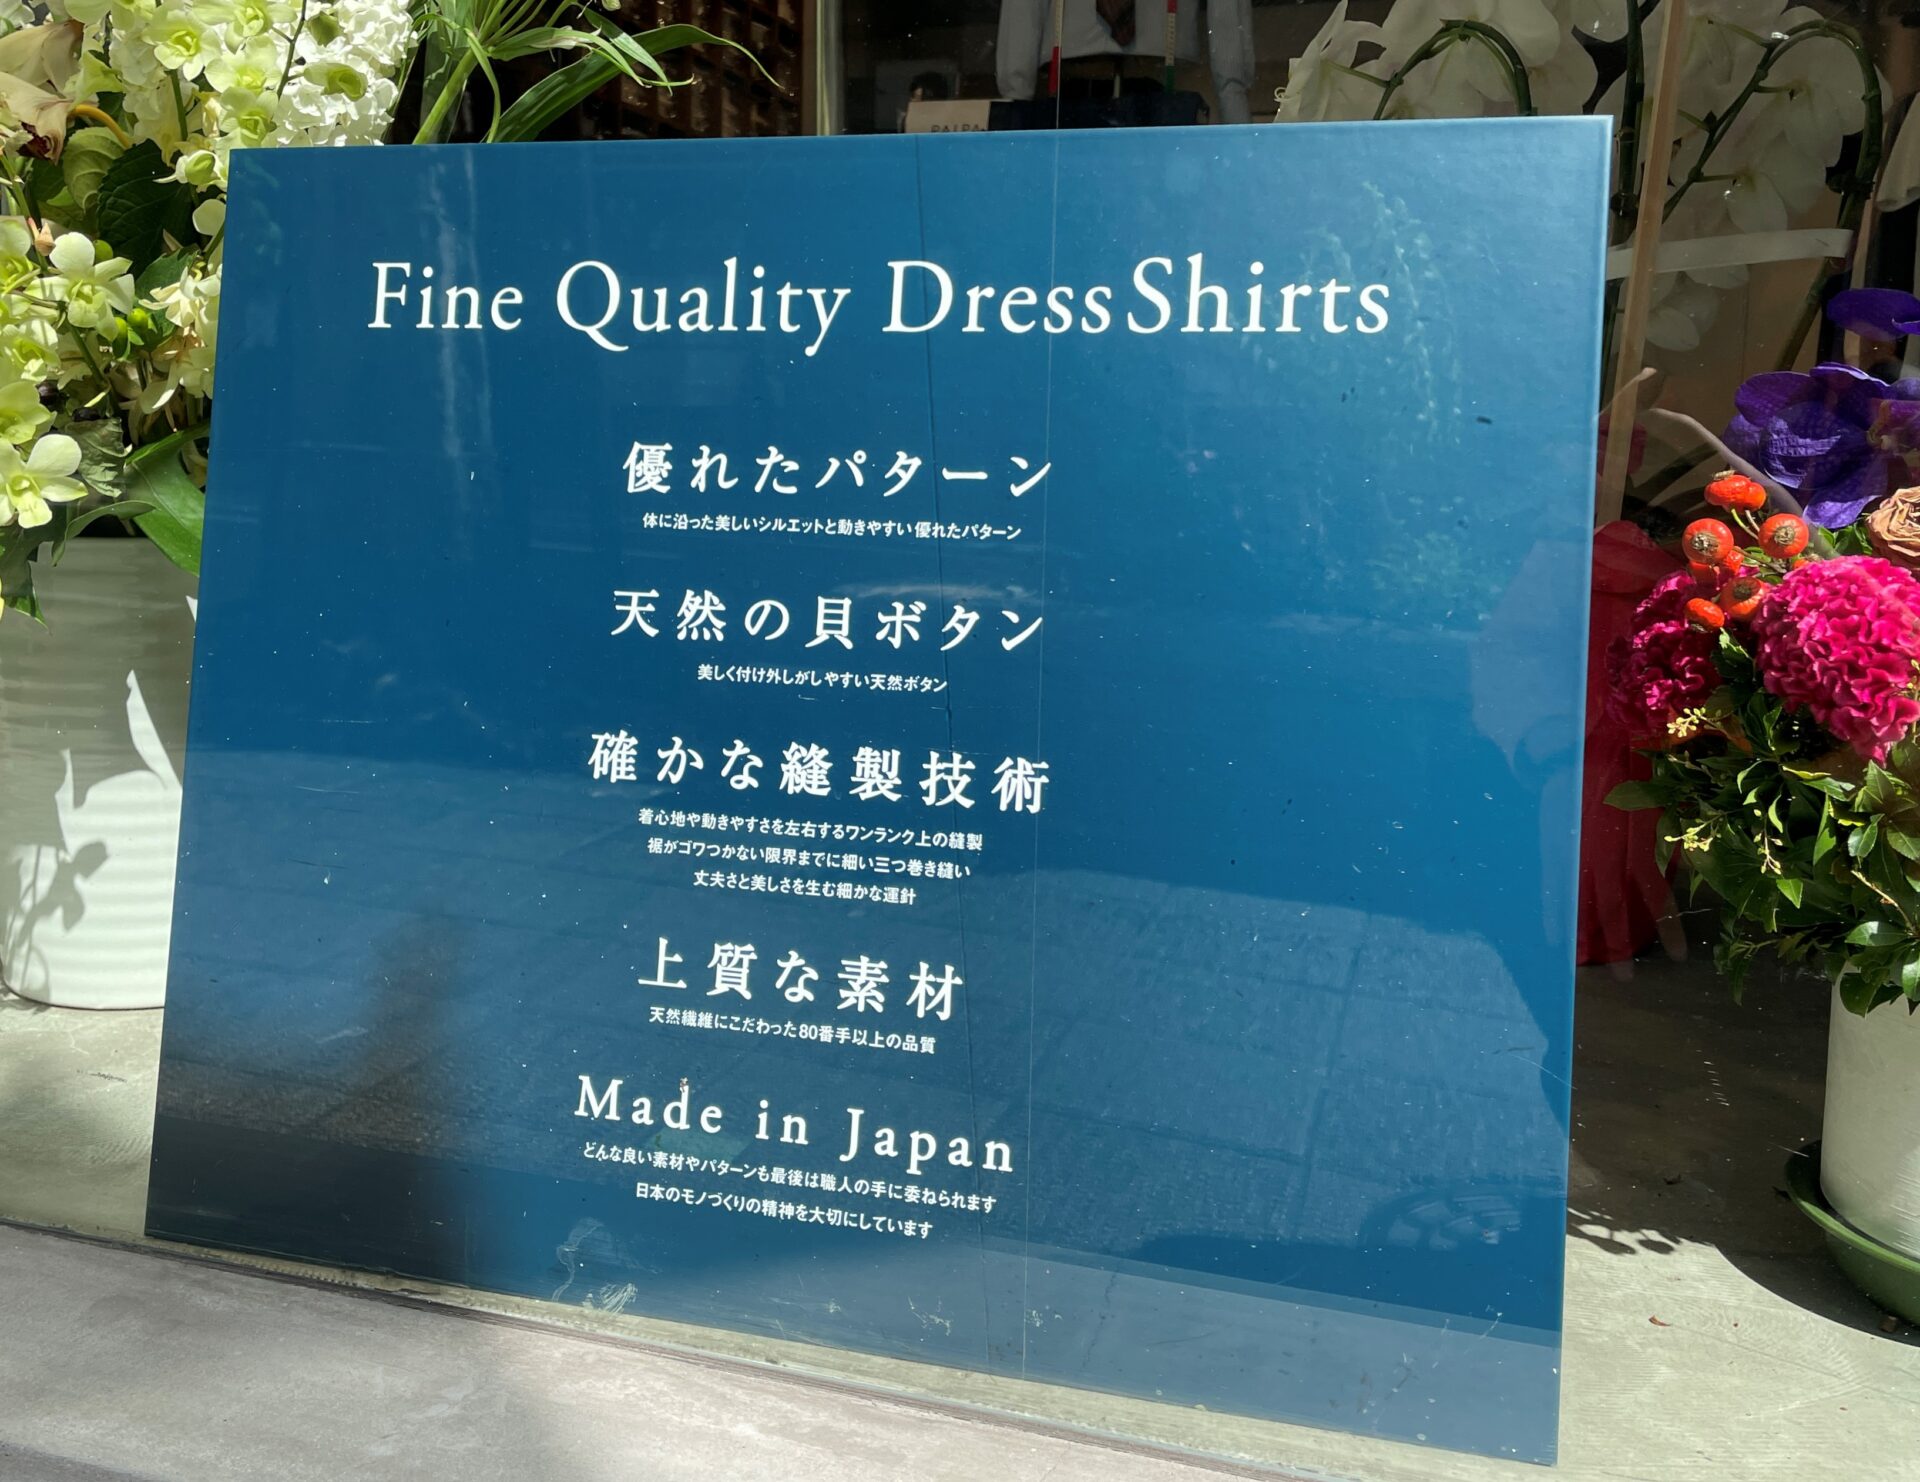 Fine Quality DressShirts
優れたパターン
体に沿った美しいシルエットと動きやすい優れたパターン
天然の貝ボタン
美しく付け外しがしやすい天然ボタン
確かな縫製技術
着心地や動きやすさを左右するワンランク上の縫製
裾がゴワつかない限界までに細い三つ巻き縫い
丈夫さと美しさを生む細かな運針
上質な素材
天然繊維にこだわった80番手以上の品質
Made in Japan
どんな良い素材やパターンも最後は職人の手に委ねられます
日本のモノづくりの精神を大切にしています